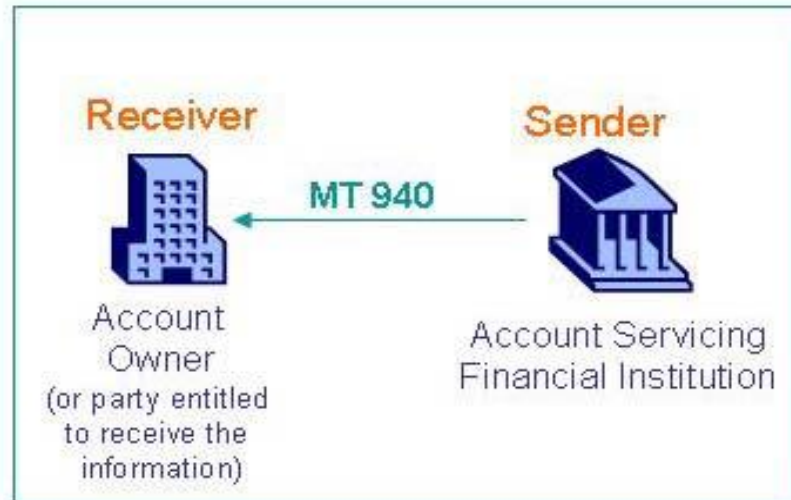 Receiver
Sender
MT 940
Account
Owner
(or party entitled
to receive the
information)
Account Servicing
Financial Institution